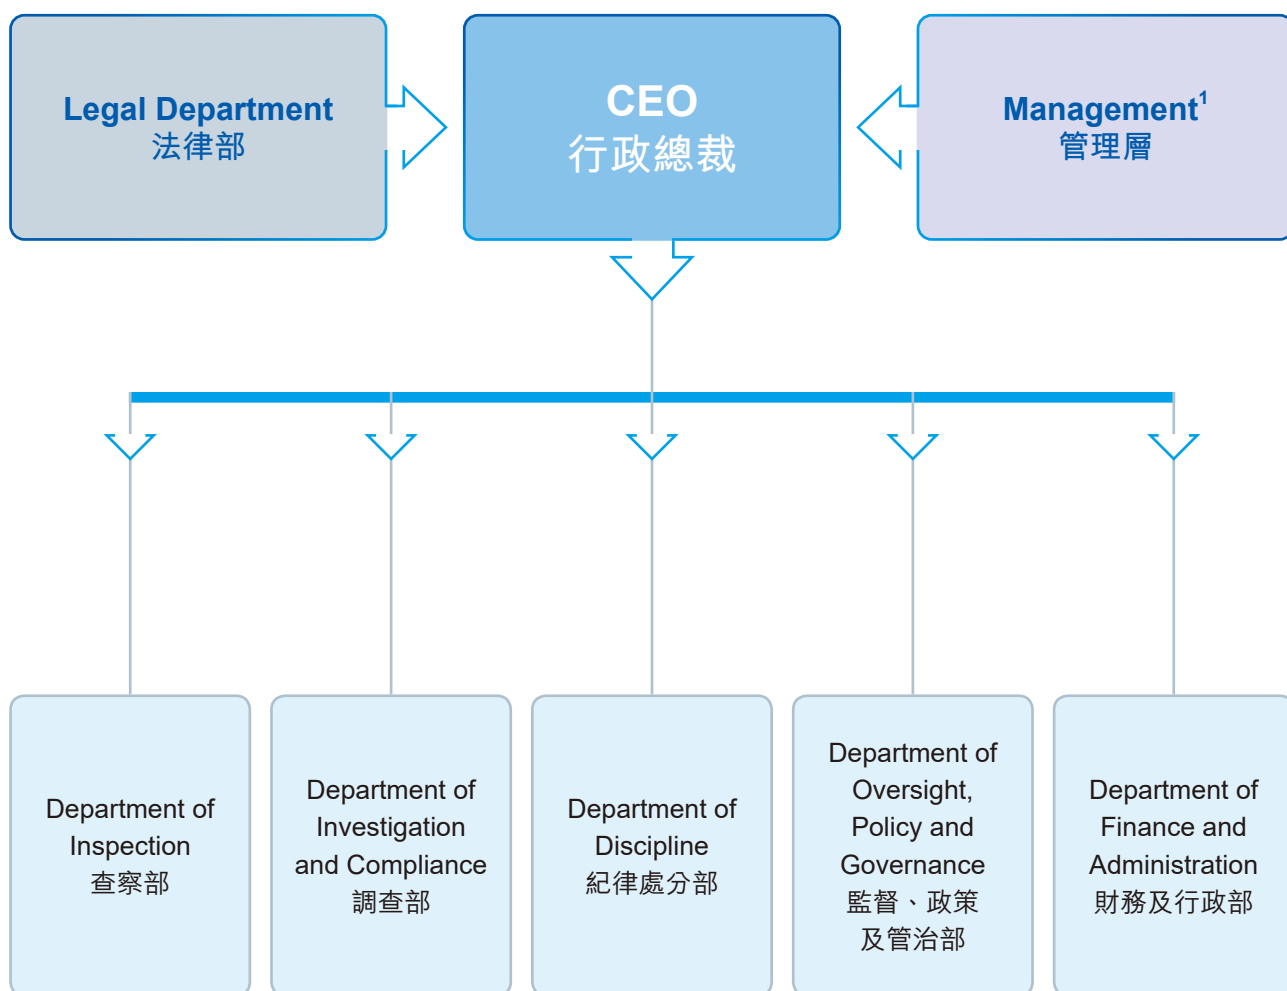 Legal Department
法律部
CEO
行政總裁
Management¹
管理層
Department of
Inspection
查察部
Department of
Investigation
and Compliance
調查部
Department of
Discipline
紀律處分部
Department of
Oversight,
Policy and
Governance
監督、政策
及管治部
Department of
Finance and
Administration
財務及行政部